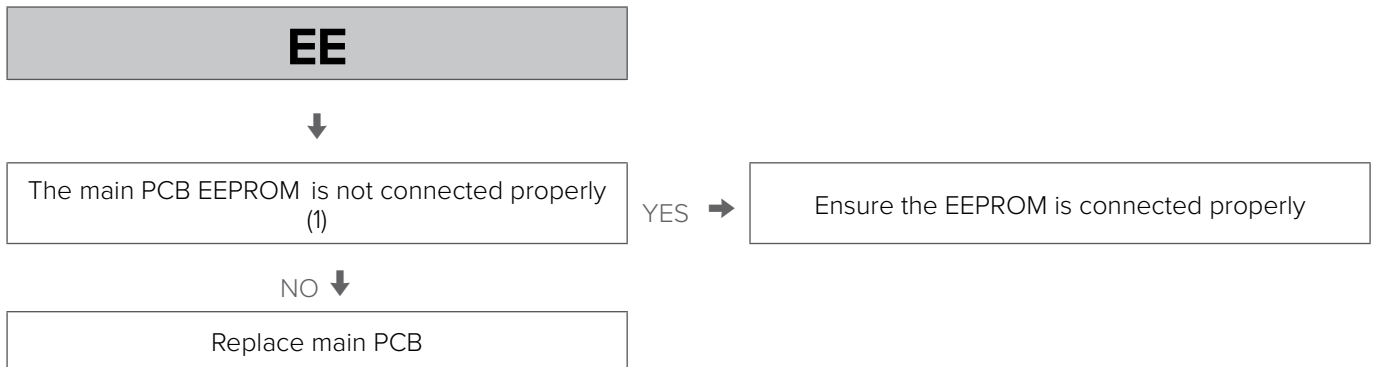 EE
The main PCB EEPROM is not connected properly
(1)
YES
Ensure the EEPROM is connected properly
NO
Replace main PCB